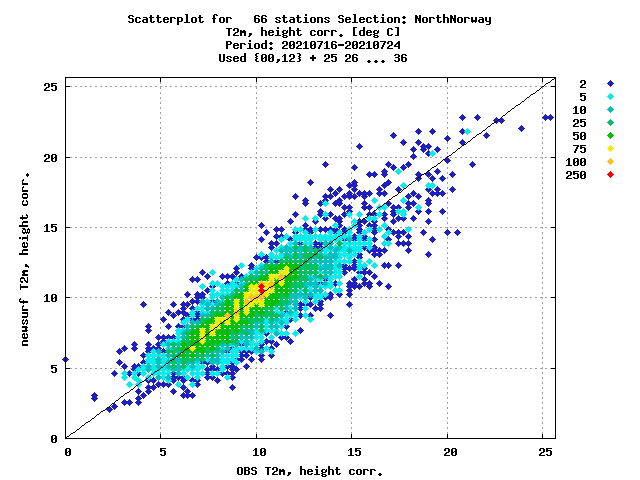 Scatterplot for   66 stations Selection: NorthNorway
T2m, height corr. [deg C]
Period: 20210716-20210724
Used {00,12} + 25 26 ... 36
25
20
15
10
5
0
newsurf T2m, height corr.
0 5 10 15 20 25
OBS T2m, height corr.
2
5
10
25
50
75
100
250